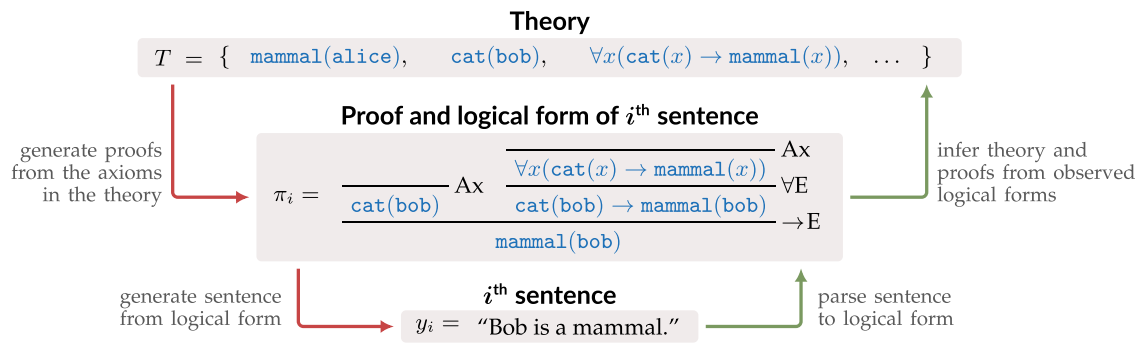 Theory
T = { mammal(alice), cat(bob), ∀x(cat(x) → mammal(x)), ... }
Proof and logical form of iᵗʰ sentence
generate proofs
from the axioms
in the theory
Ax
∀x(cat(x) → mammal(x))
πᵢ =
Ax
∀E
cat(bob)
cat(bob) → mammal(bob)
→E
mammal(bob)
infer theory and
proofs from observed
logical forms
generate sentence
from logical form
iᵗʰ sentence
yᵢ = “Bob is a mammal.”
parse sentence
to logical form